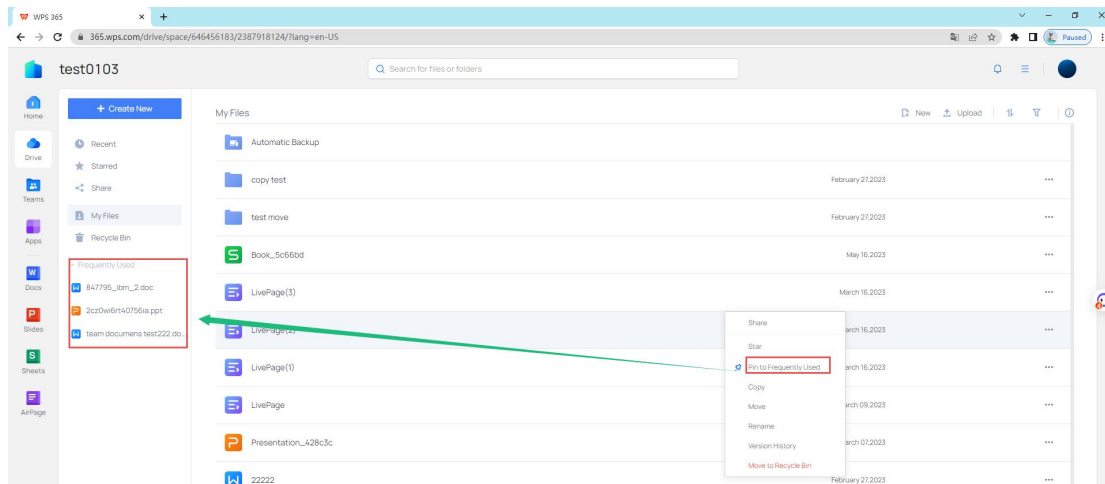 WPS 365
365.wps.com/drive/space/646456183/2387918124/?lang=en-US
Paused
test0103
Search for files or folders
Home
Drive
Teams
Apps
Docs
Slides
Sheets
AirPage
+ Create New
Recent
Starred
Share
My Files
Recycle Bin
Frequently Used
847795_ibm_2.doc
2cz0wi6rt40756ia.ppt
team documens test222.do...
My Files
New
Upload
Automatic Backup
copy test
February 27,2023
test move
February 27,2023
Book_5c66bd
May 16,2023
LivePage(3)
March 16,2023
LivePage(2)
arch 16,2023
LivePage(1)
arch 16,2023
LivePage
arch 09,2023
Presentation_428c3c
arch 07,2023
22222
February 27,2023
Share
Star
Pin to Frequently Used
Copy
Move
Rename
Version History
Move to Recycle Bin